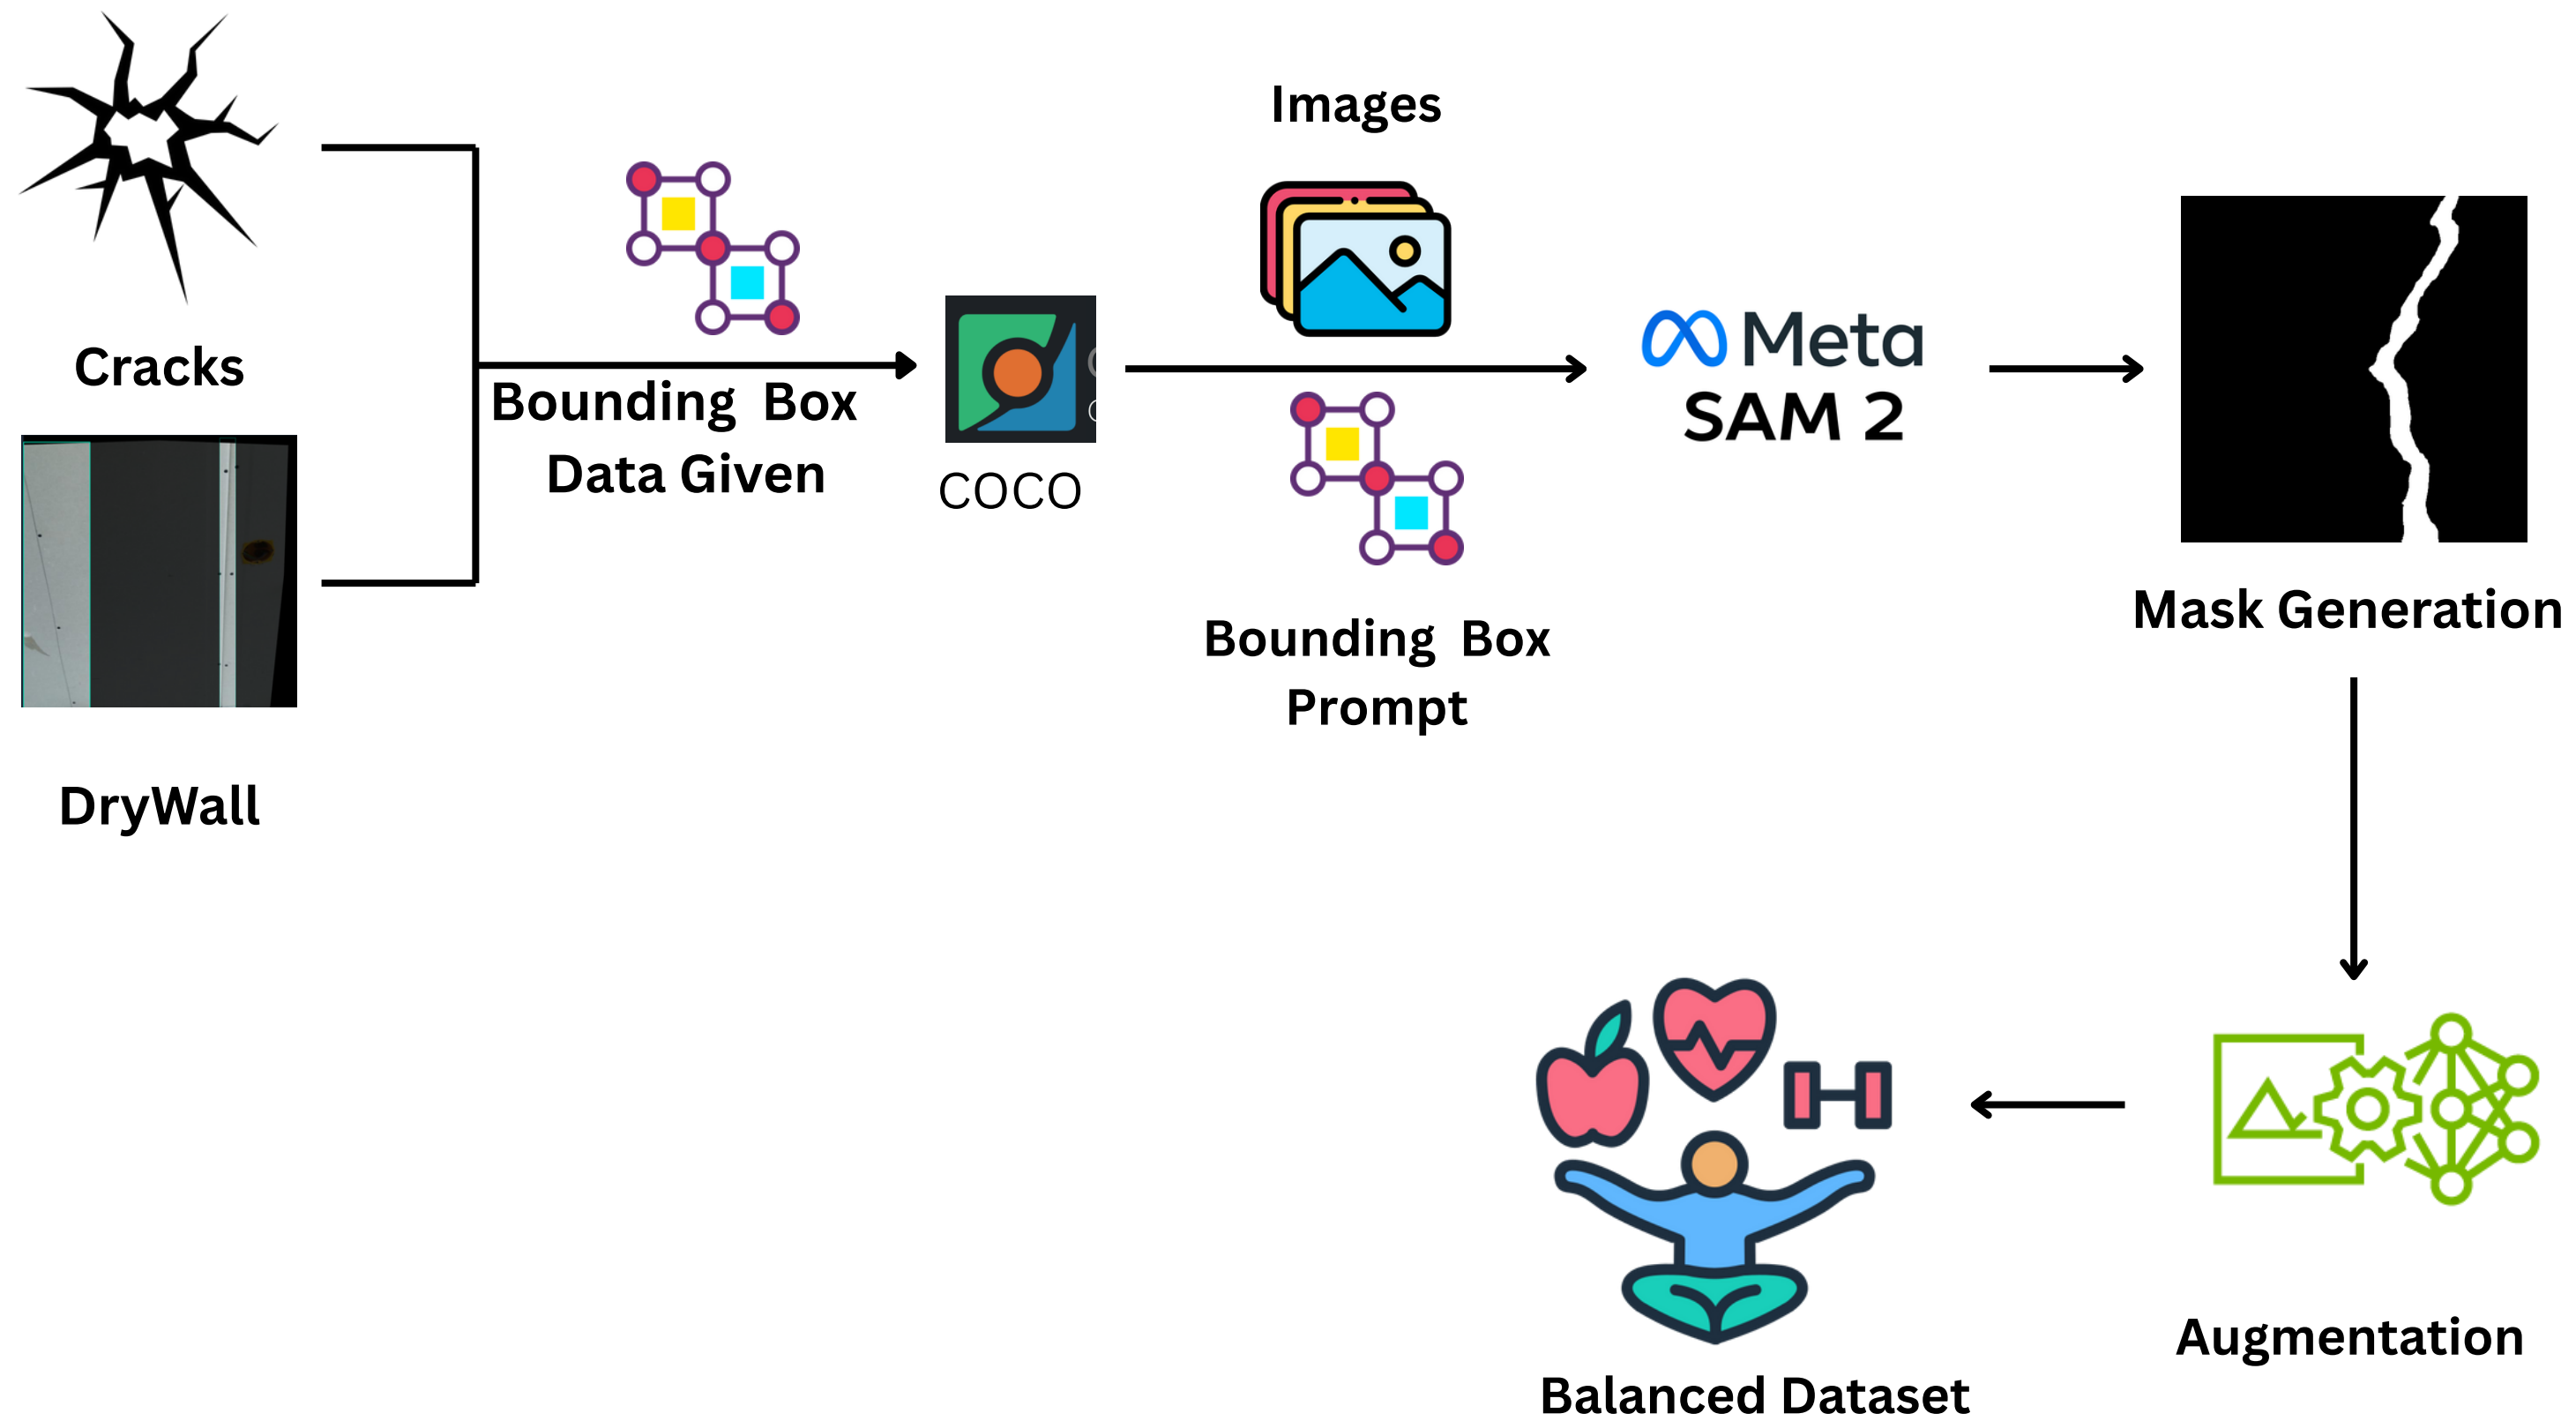 Cracks
DryWall
Bounding Box
Data Given
COCO
Images
Bounding Box
Prompt
Meta
SAM 2
Mask Generation
Augmentation
Balanced Dataset